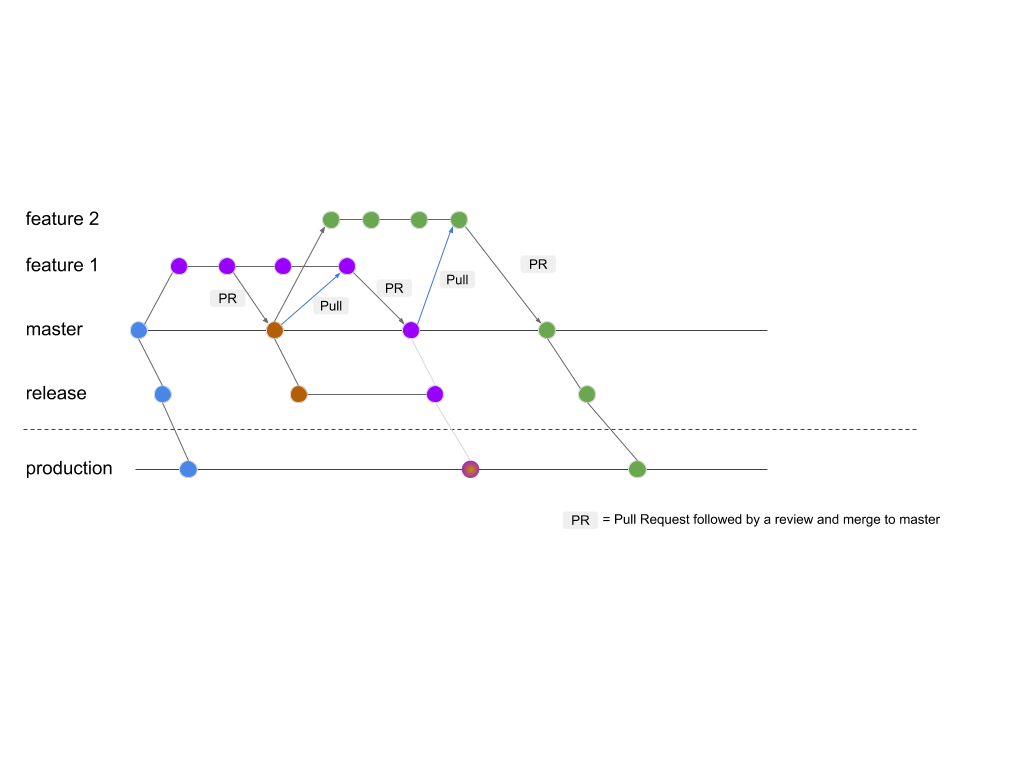 feature 2
feature 1
PR
PR
Pull
PR
Pull
master
release
production
PR = Pull Request followed by a review and merge to master